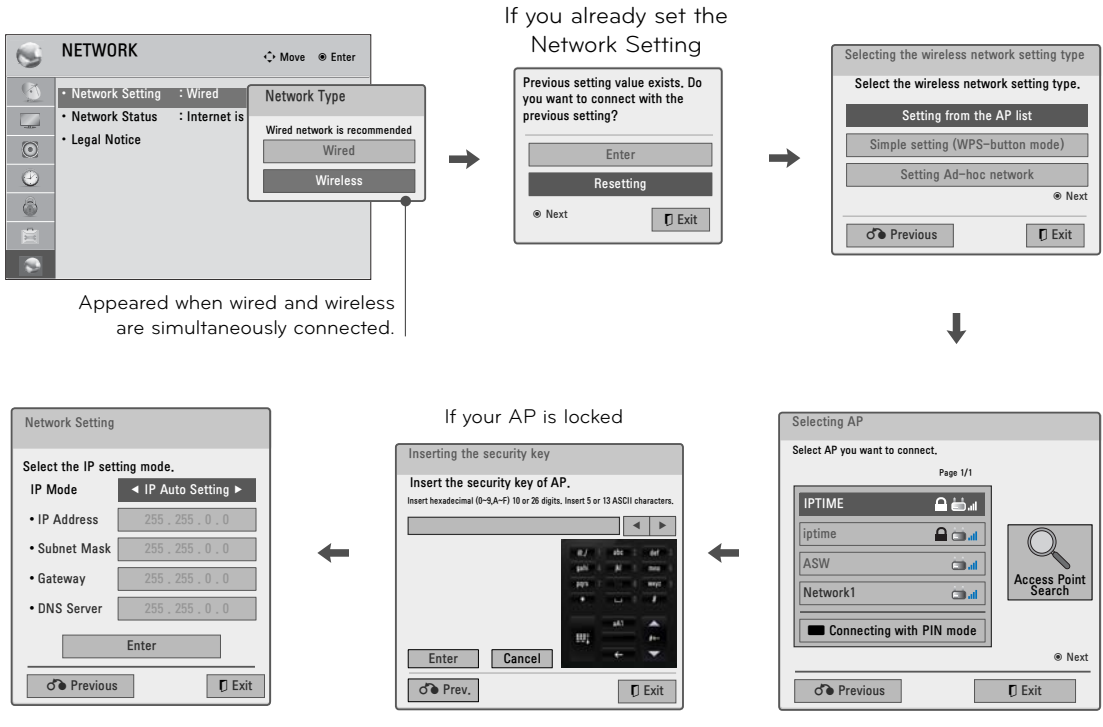 If you already set the
Network Setting
NETWORK
Move ◉ Enter
• Network Setting : Wired
• Network Status : Internet is
• Legal Notice
Network Type
Wired network is recommended
Wired
Wireless
Appeared when wired and wireless
are simultaneously connected.
Previous setting value exists. Do
you want to connect with the
previous setting?
Enter
Resetting
◉ Next
Exit
Selecting the wireless network setting type
Select the wireless network setting type.
Setting from the AP list
Simple setting (WPS-button mode)
Setting Ad-hoc network
◉ Next
Previous
Exit
Network Setting
Select the IP setting mode.
IP Mode ◄ IP Auto Setting ►
• IP Address 255 . 255 . 0 . 0
• Subnet Mask 255 . 255 . 0 . 0
• Gateway 255 . 255 . 0 . 0
• DNS Server 255 . 255 . 0 . 0
Enter
Previous
Exit
If your AP is locked
Inserting the security key
Insert the security key of AP.
Insert hexadecimal (0~9,A~F) 10 or 26 digits. Insert 5 or 13 ASCII characters.
◄ ►
abc def
jkl
Enter
Cancel
Prev.
Exit
Selecting AP
Select AP you want to connect.
Page 1/1
IPTIME
iptime
ASW
Network1
Connecting with PIN mode
Access Point
Search
◉ Next
Previous
Exit